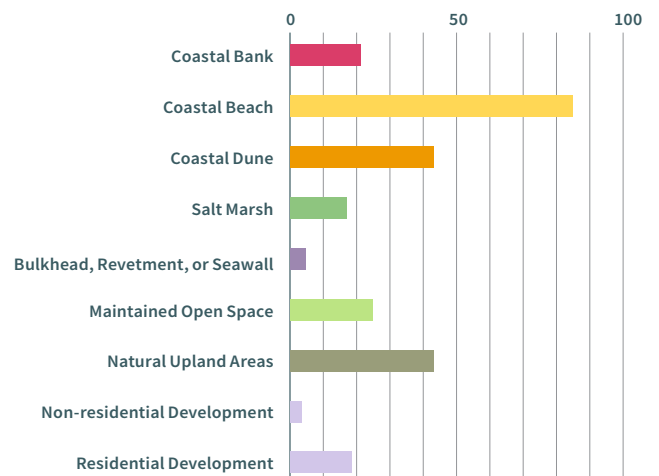 0 50 100
Coastal Bank
Coastal Beach
Coastal Dune
Salt Marsh
Bulkhead, Revetment, or Seawall
Maintained Open Space
Natural Upland Areas
Non-residential Development
Residential Development